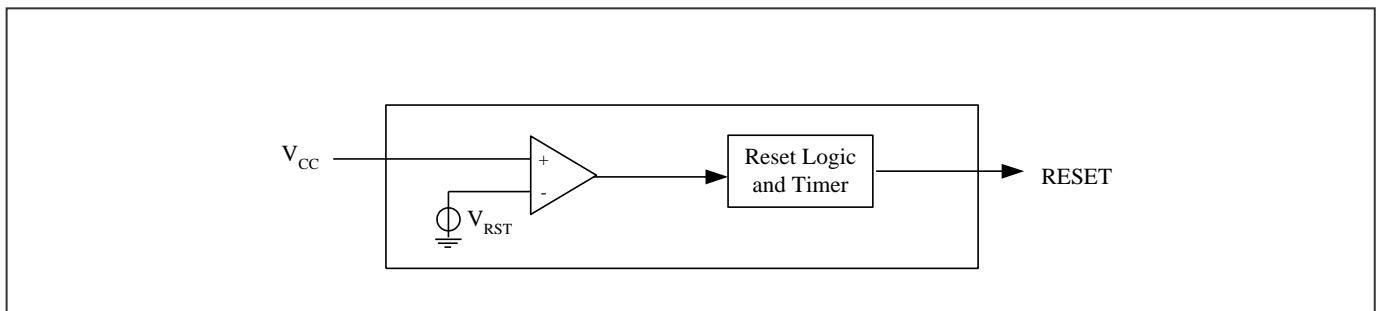 V_CC
+
-
V_RST
Reset Logic
and Timer
RESET